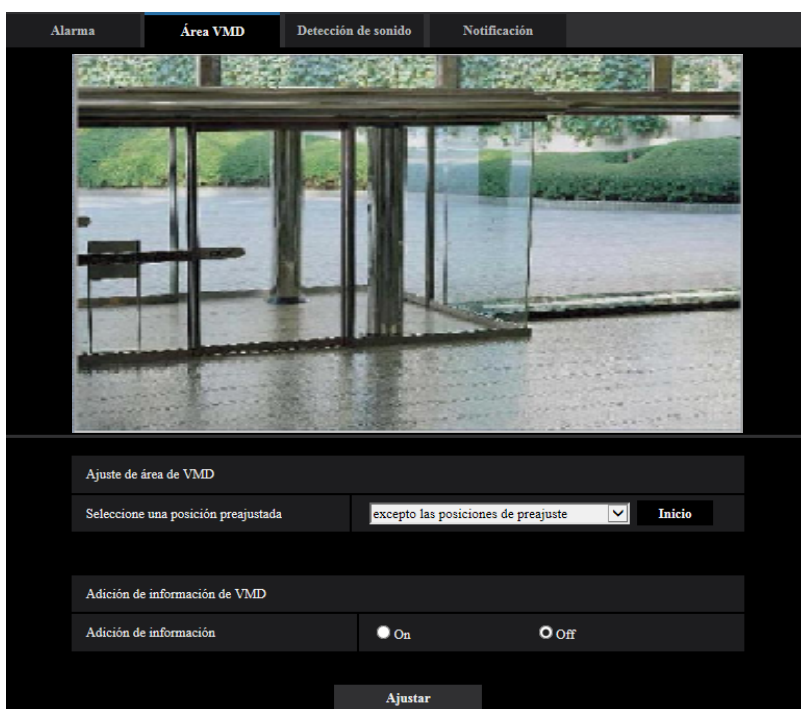 Alarma Área VMD Detección de sonido Notificación
Ajuste de área de VMD
Seleccione una posición preajustada excepto las posiciones de preajuste Inicio
Adición de información de VMD
Adición de información On Off
Ajustar